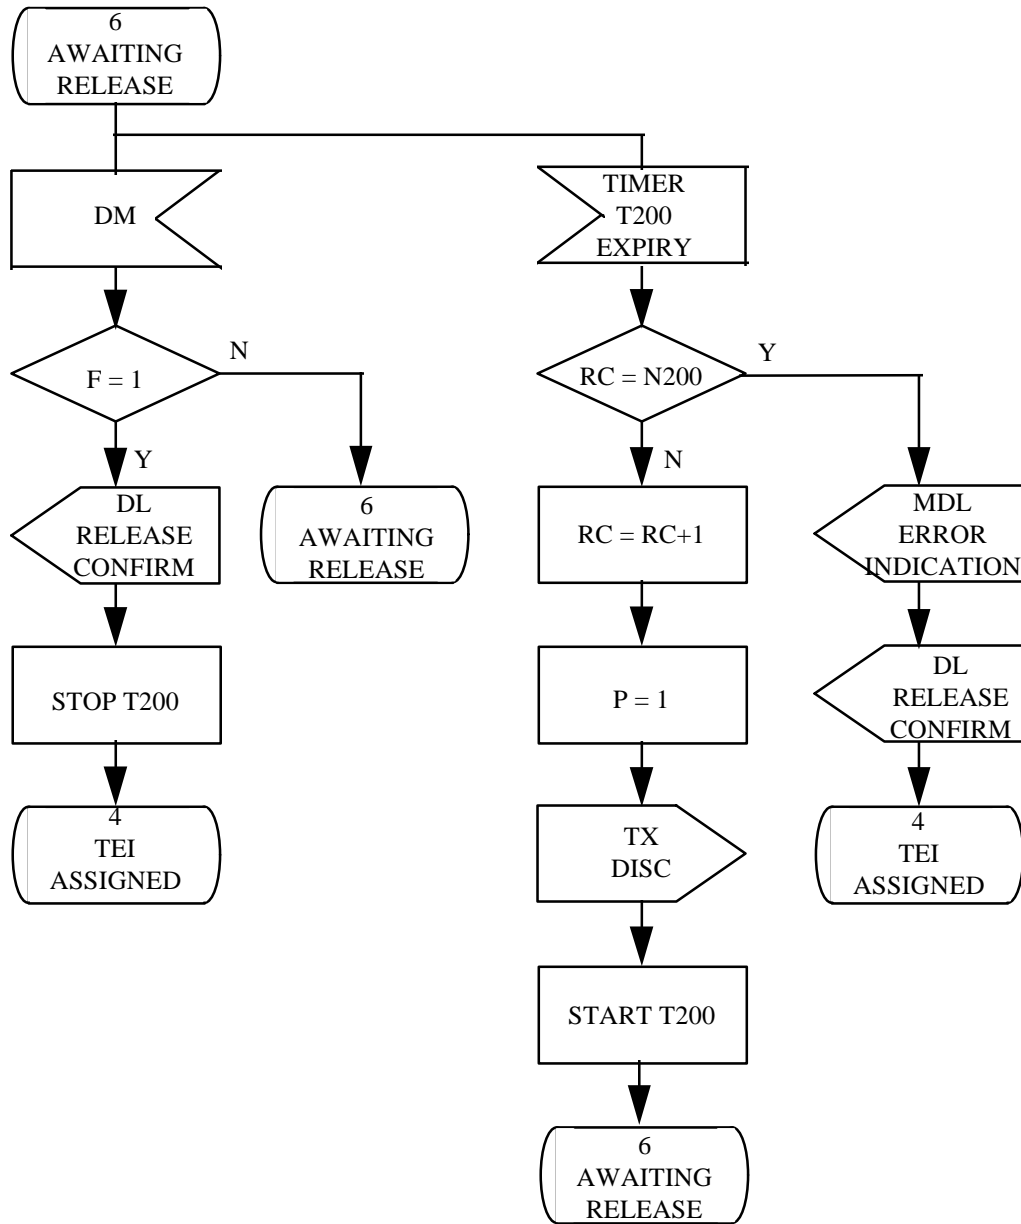 6
AWAITING
RELEASE
DM
TIMER
T200
EXPIRY
F = 1
N
Y
RC = N200
Y
N
DL
RELEASE
CONFIRM
6
AWAITING
RELEASE
RC = RC+1
MDL
ERROR
INDICATION
STOP T200
P = 1
DL
RELEASE
CONFIRM
4
TEI
ASSIGNED
TX
DISC
4
TEI
ASSIGNED
START T200
6
AWAITING
RELEASE